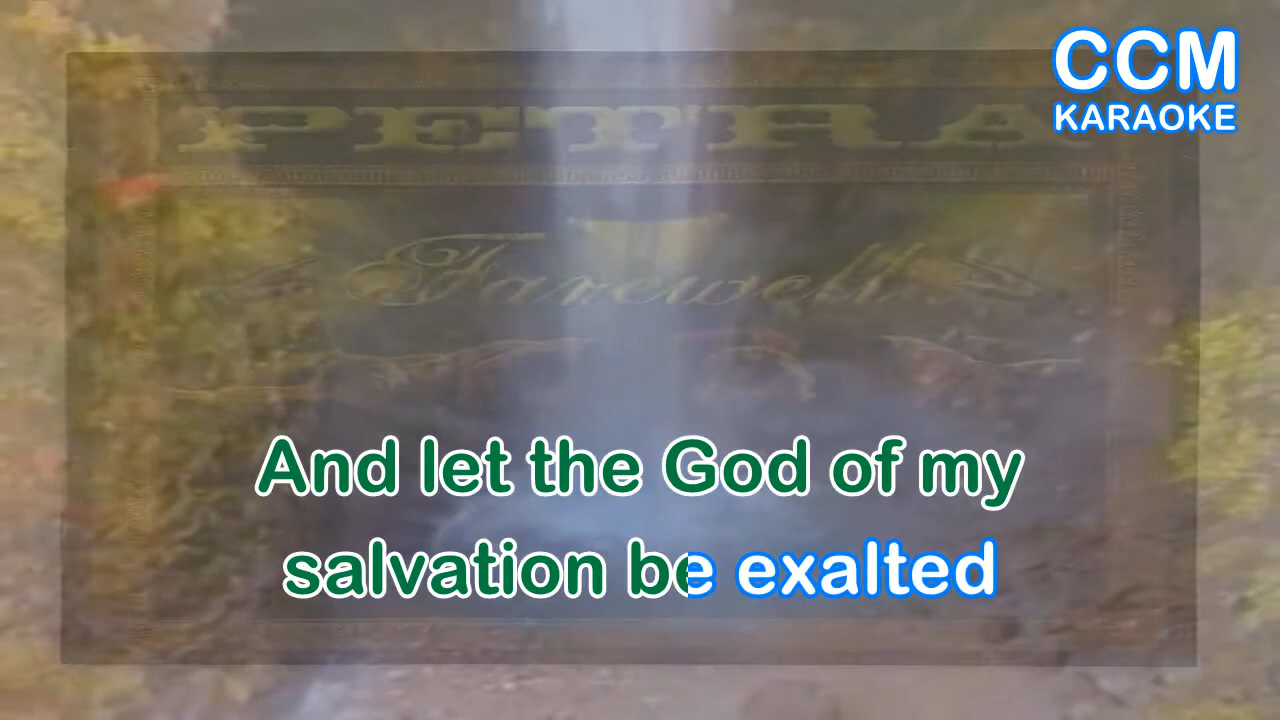 CCM
KARAOKE
PETRA
Farewell
And let the God of my
salvation be exalted